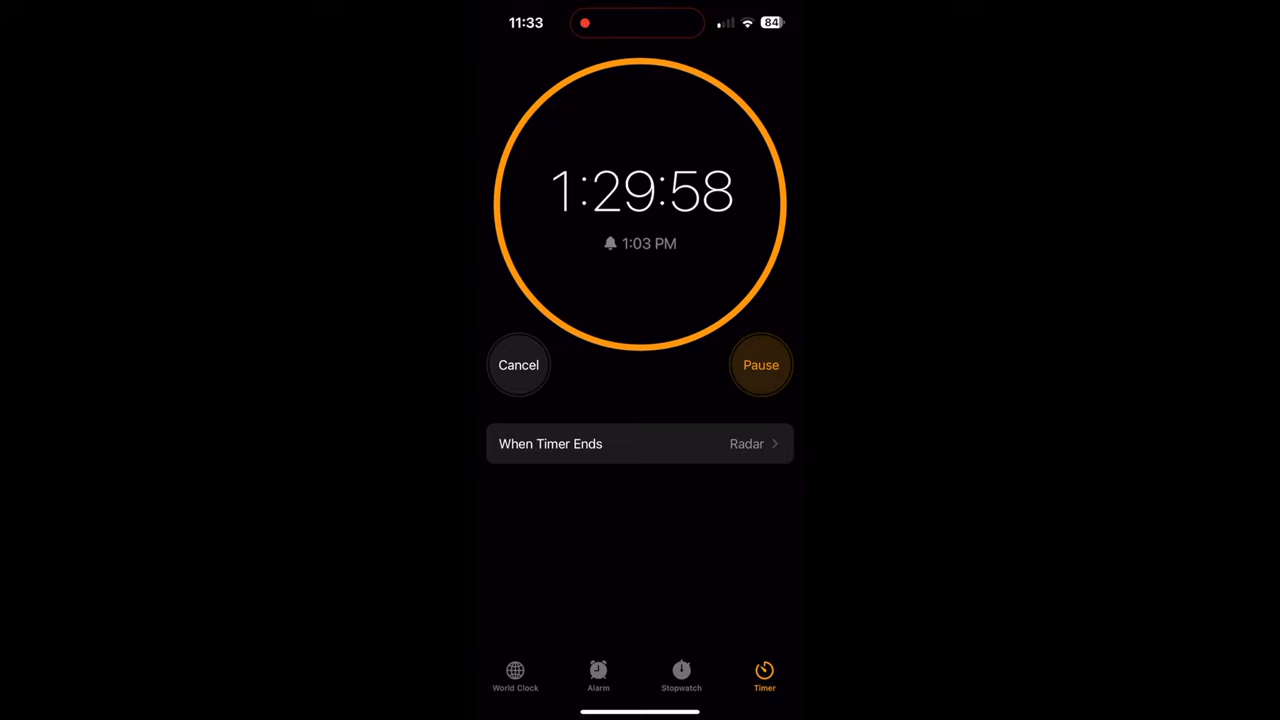 11:33
84
1:29:58
1:03 PM
Cancel
Pause
When Timer Ends
Radar
World Clock
Alarm
Stopwatch
Timer